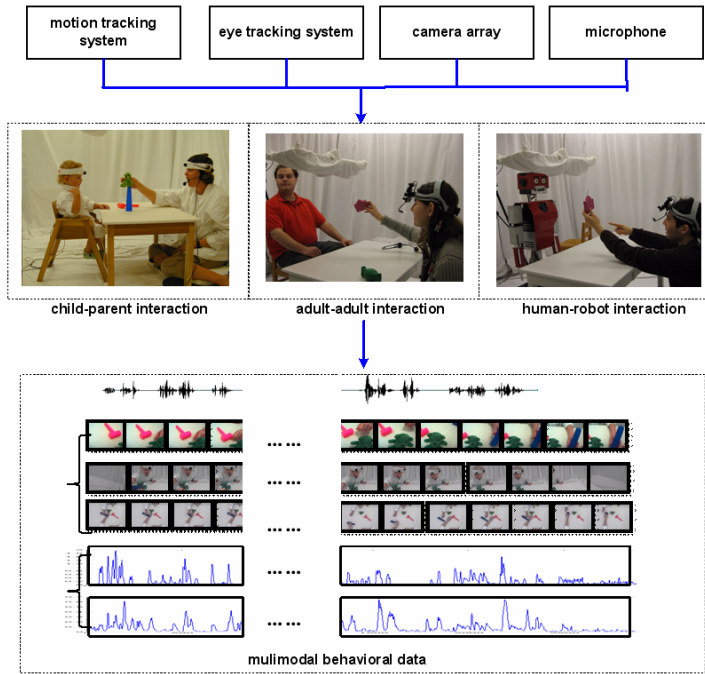 motion tracking
system
eye tracking system
camera array
microphone
child-parent interaction
adult-adult interaction
human-robot interaction
... ...
... ...
... ...
... ...
... ...
mulimodal behavioral data